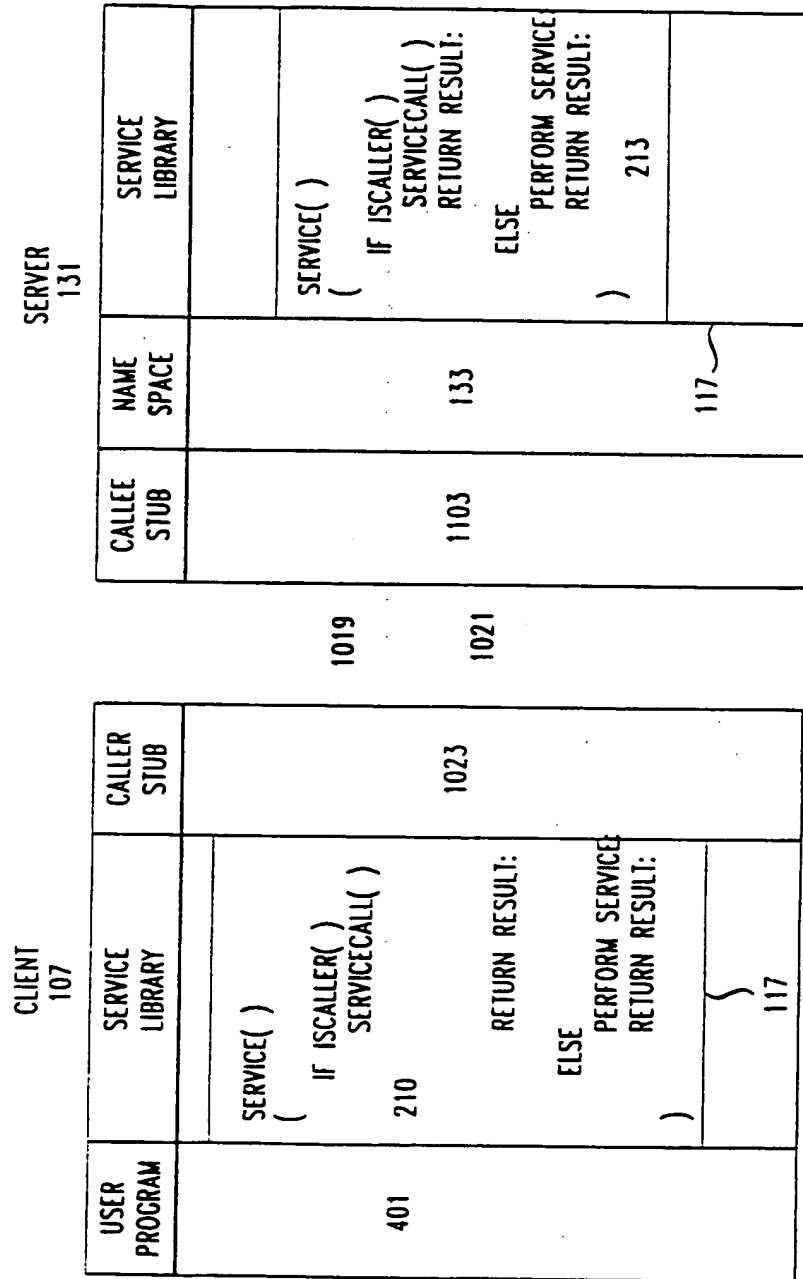 CLIENT
107
USER
PROGRAM
SERVICE
LIBRARY
CALLER
STUB
401
SERVICE( )
(
IF ISCALLER( )
SERVICECALL( )
210
RETURN RESULT:
ELSE
PERFORM SERVICE:
RETURN RESULT:
)
117
1023
1019
1021
SERVER
131
CALLEE
STUB
NAME
SPACE
SERVICE
LIBRARY
1103
133
117
SERVICE( )
(
IF ISCALLER( )
SERVICECALL( )
RETURN RESULT:
ELSE
PERFORM SERVICE:
RETURN RESULT:
)
213